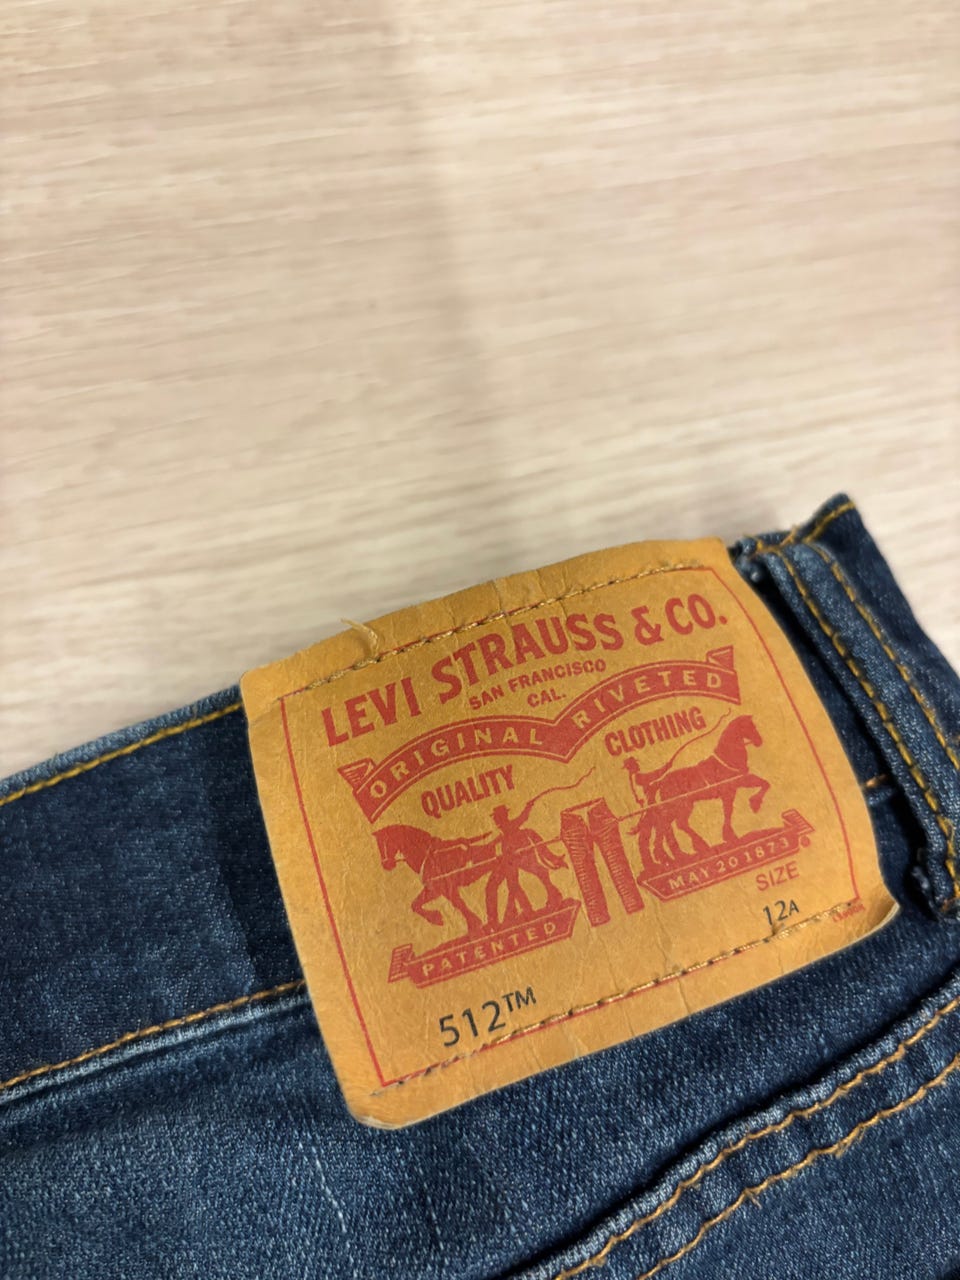 LEVI STRAUSS & CO.
SAN FRANCISCO
CAL.
ORIGINAL RIVETED
QUALITY CLOTHING
PATENTED
MAY 20 1873
SIZE
12A
512™